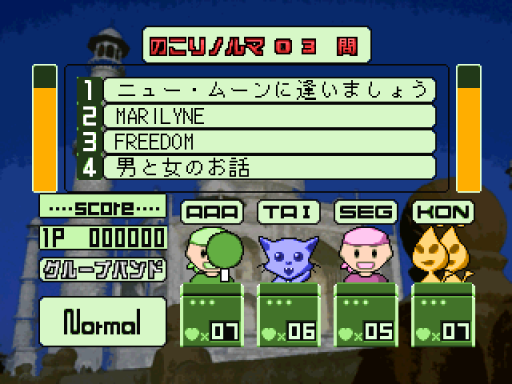 のこりノルマ03問
1 ニュー・ムーンに逢いましょう
2 MARILYNE
3 FREEDOM
4 男と女のお話
····score····
1P 000000
グループバンド
Normal
AAA TAI SEG KON
×07 ×06 ×05 ×07